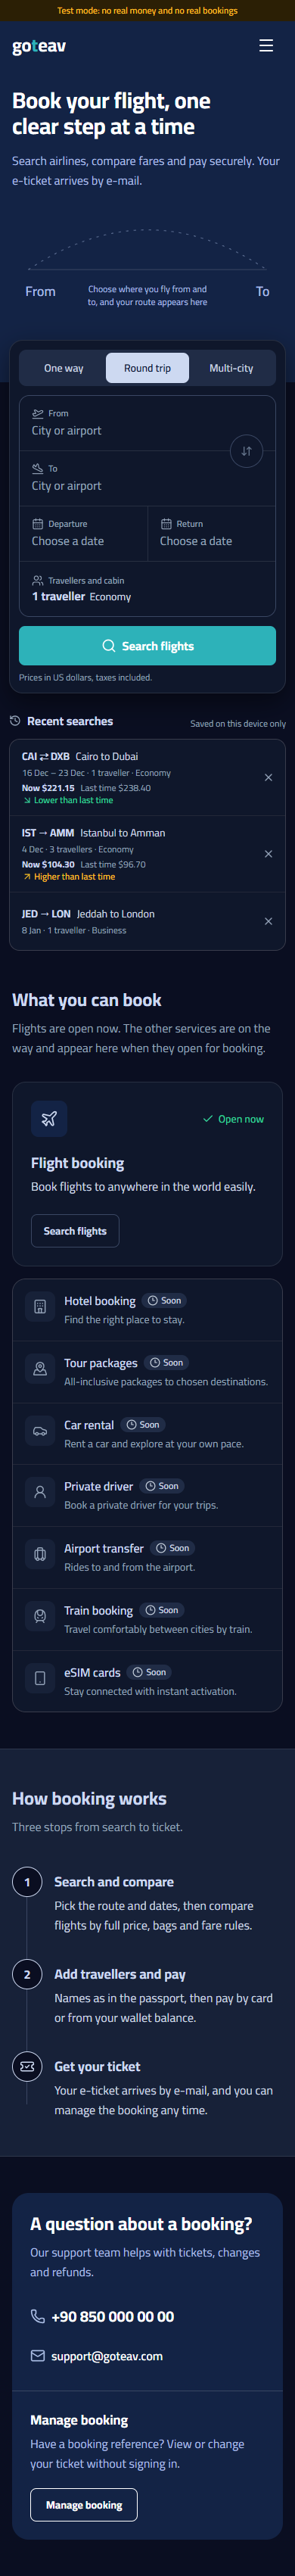 Test mode: no real money and no real bookings
goteav
Book your flight, one
clear step at a time
Search airlines, compare fares and pay securely. Your
e-ticket arrives by e-mail.
From
Choose where you fly from and
to, and your route appears here
To
One way
Round trip
Multi-city
From
City or airport
To
City or airport
Departure
Choose a date
Return
Choose a date
Travellers and cabin
1 traveller Economy
Search flights
Prices in US dollars, taxes included.
Recent searches
Saved on this device only
CAI ⇄ DXB Cairo to Dubai
16 Dec – 23 Dec · 1 traveller · Economy
Now $221.15 Last time $238.40
↘ Lower than last time
IST → AMM Istanbul to Amman
4 Dec · 3 travellers · Economy
Now $104.30 Last time $96.70
↗ Higher than last time
JED → LON Jeddah to London
8 Jan · 1 traveller · Business
What you can book
Flights are open now. The other services are on the
way and appear here when they open for booking.
Open now
Flight booking
Book flights to anywhere in the world easily.
Search flights
Hotel booking Soon
Find the right place to stay.
Tour packages Soon
All-inclusive packages to chosen destinations.
Car rental Soon
Rent a car and explore at your own pace.
Private driver Soon
Book a private driver for your trips.
Airport transfer Soon
Rides to and from the airport.
Train booking Soon
Travel comfortably between cities by train.
eSIM cards Soon
Stay connected with instant activation.
How booking works
Three stops from search to ticket.
1
Search and compare
Pick the route and dates, then compare
flights by full price, bags and fare rules.
2
Add travellers and pay
Names as in the passport, then pay by card
or from your wallet balance.
Get your ticket
Your e-ticket arrives by e-mail, and you can
manage the booking any time.
A question about a booking?
Our support team helps with tickets, changes
and refunds.
+90 850 000 00 00
support@goteav.com
Manage booking
Have a booking reference? View or change
your ticket without signing in.
Manage booking